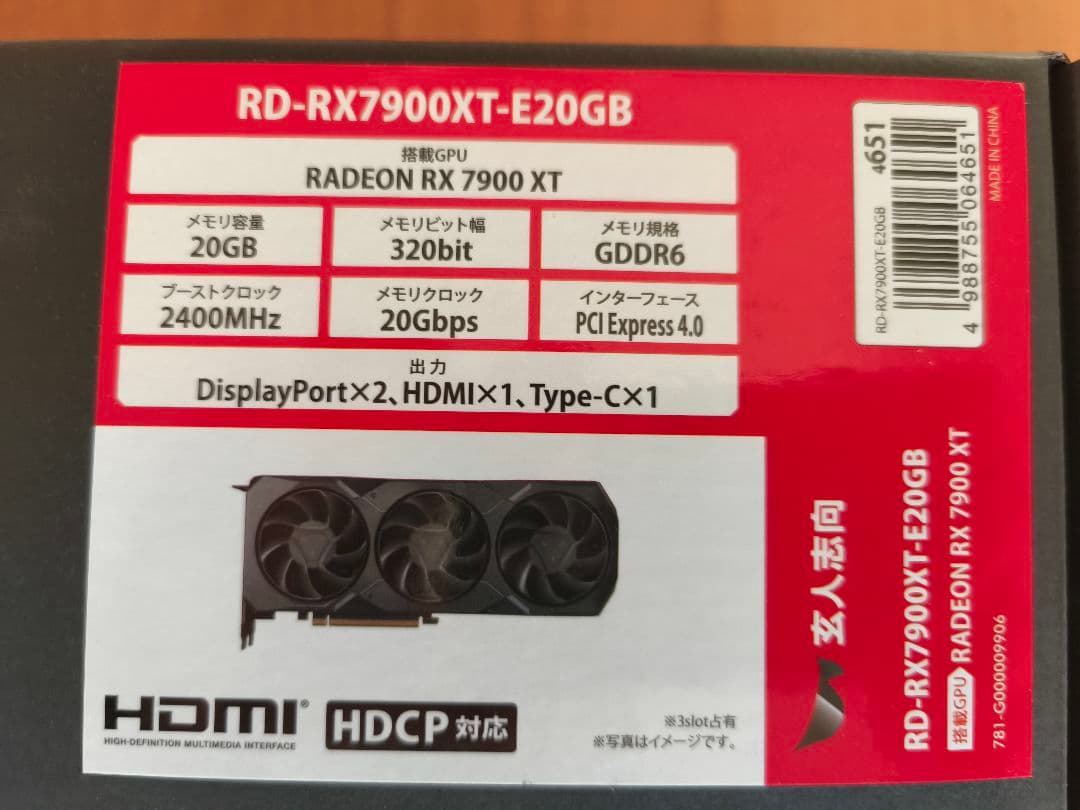 RD-RX7900XT-E20GB
搭載GPU
RADEON RX 7900 XT
メモリ容量
20GB
メモリビット幅
320bit
メモリ規格
GDDR6
ブーストクロック
2400MHz
メモリクロック
20Gbps
インターフェース
PCI Express 4.0
出力
DisplayPort×2、HDMI×1、Type-C×1
HDMI®
HIGH-DEFINITION MULTIMEDIA INTERFACE
HDCP 対応
※3slot占有
※写真はイメージです。
玄人志向
RD-RX7900XT-E20GB
搭載GPU RADEON RX 7900 XT
781-G000009906
RD-RX7900XT-E20GB 4651
4 988755 064651
MADE IN CHINA